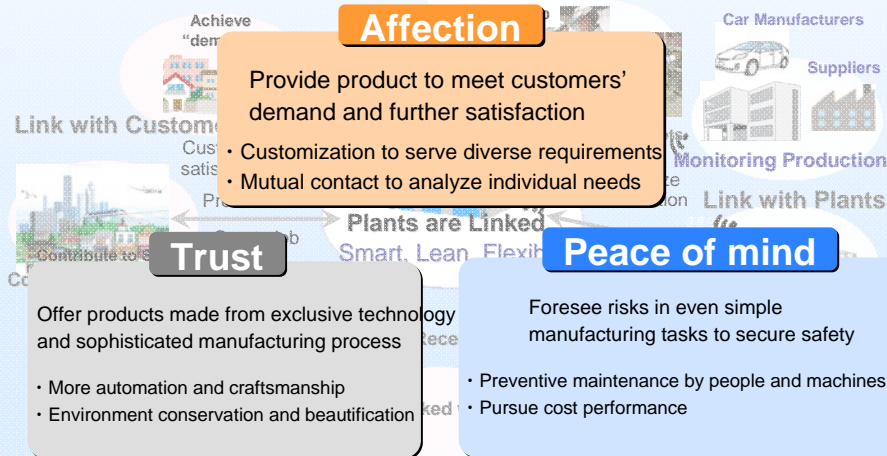 Achieve
Affection
Car Manufacturers
Provide product to meet customers’
demand and further satisfaction
Suppliers
Link with
・Customization to serve diverse requirements
・Mutual contact to analyze individual needs
Monitoring Production
Link with Plants
Plants are Linked
Contribute to
Smart, Lean
Trust
Peace of mind
Offer products made from exclusive technology
and sophisticated manufacturing process
・More automation and craftsmanship
・Environment conservation and beautification
Foresee risks in even simple
manufacturing tasks to secure safety
・Preventive maintenance by people and machines
・Pursue cost performance